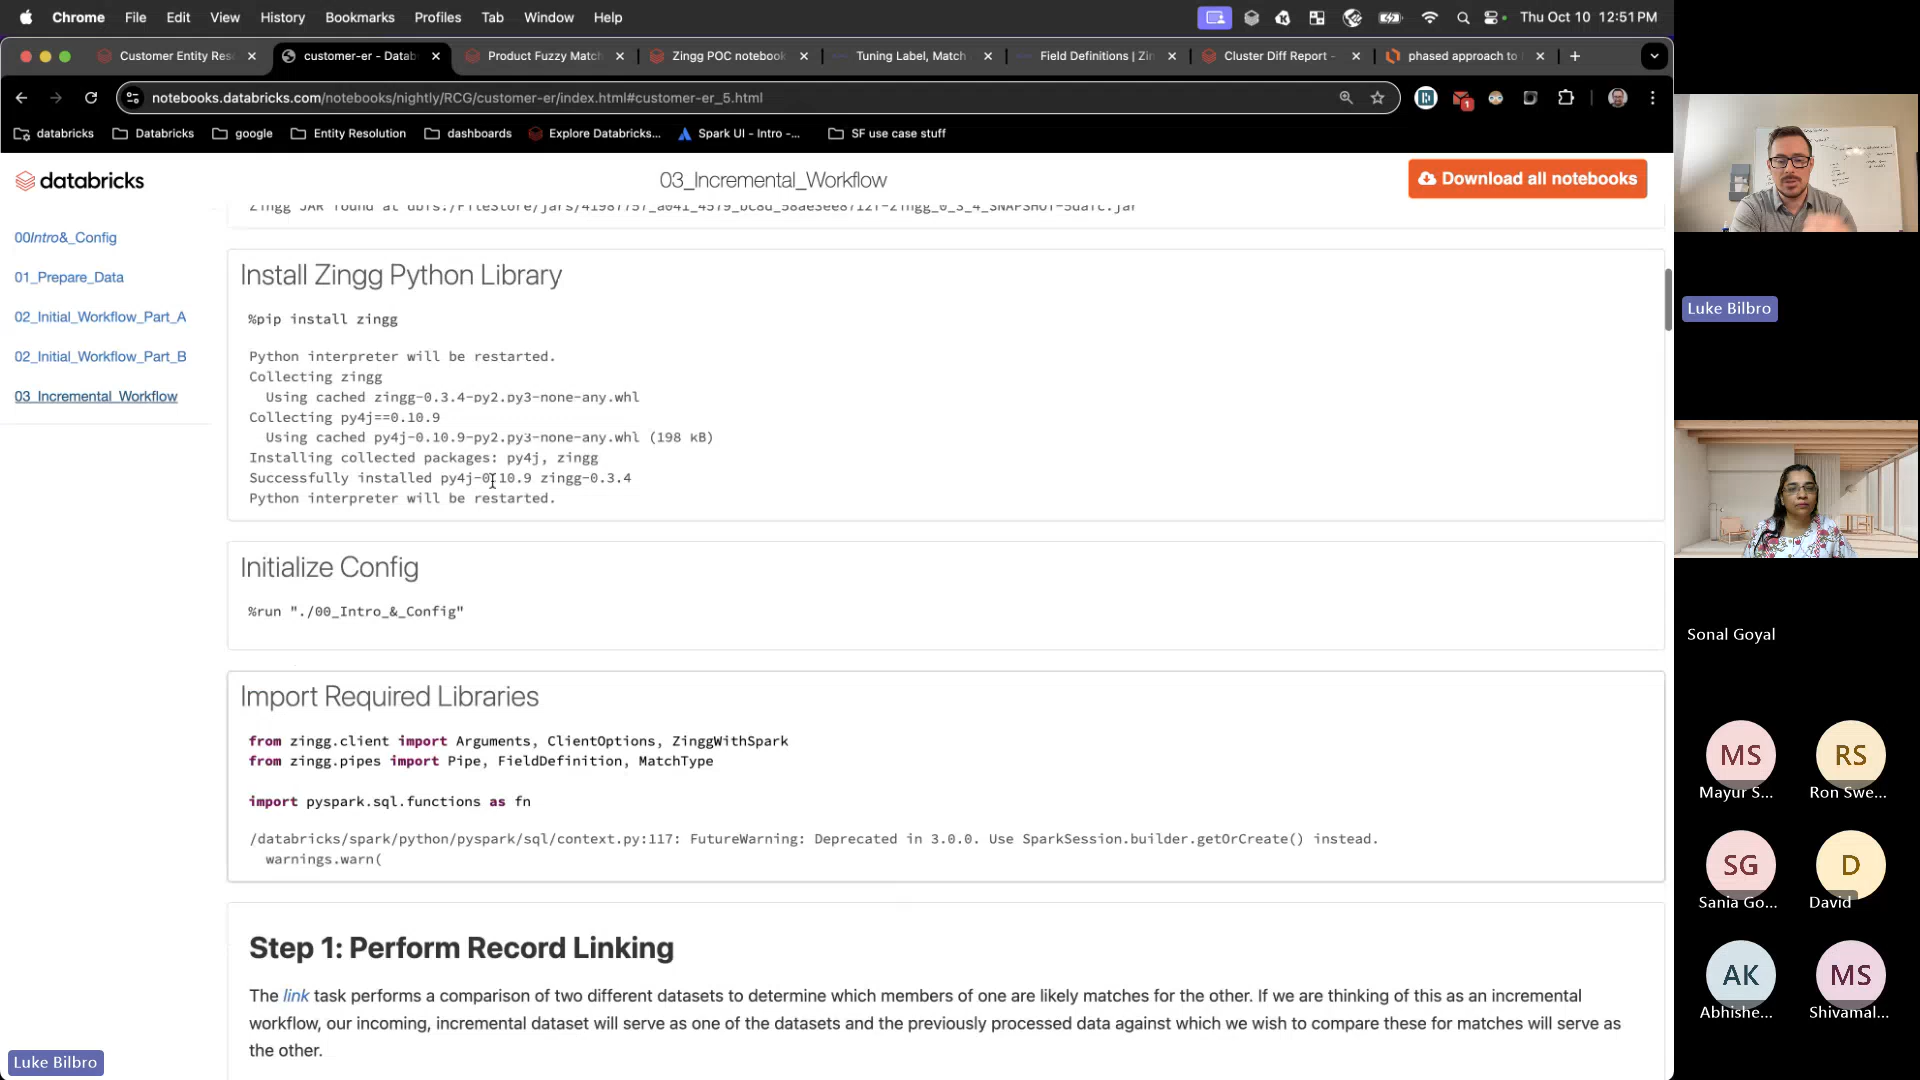 Chrome File Edit View History Bookmarks Profiles Tab Window Help Thu Oct 10 12:51 PM
Customer Entity Res customer-er - Datab Product Fuzzy Match Zingg POC notebook Tuning Label, Match Field Definitions | Zin Cluster Diff Report - phased approach to
notebooks.databricks.com/notebooks/nightly/RCG/customer-er/index.html#customer-er_5.html
1
databricks Databricks google Entity Resolution dashboards Explore Databricks... Spark UI - Intro -... SF use case stuff
databricks
03_Incremental_Workflow
Download all notebooks
00Intro&_Config
01_Prepare_Data
02_Initial_Workflow_Part_A
02_Initial_Workflow_Part_B
03_Incremental_Workflow
Install Zingg Python Library
%pip install zingg
Python interpreter will be restarted.
Collecting zingg
Using cached zingg-0.3.4-py2.py3-none-any.whl
Collecting py4j==0.10.9
Using cached py4j-0.10.9-py2.py3-none-any.whl (198 kB)
Installing collected packages: py4j, zingg
Successfully installed py4j-0.10.9 zingg-0.3.4
Python interpreter will be restarted.
Initialize Config
%run "./00_Intro_&_Config"
Import Required Libraries
from zingg.client import Arguments, ClientOptions, ZinggWithSpark
from zingg.pipes import Pipe, FieldDefinition, MatchType
import pyspark.sql.functions as fn
/databricks/spark/python/pyspark/sql/context.py:117: FutureWarning: Deprecated in 3.0.0. Use SparkSession.builder.getOrCreate() instead.
warnings.warn(
Step 1: Perform Record Linking
The link task performs a comparison of two different datasets to determine which members of one are likely matches for the other. If we are thinking of this as an incremental
workflow, our incoming, incremental dataset will serve as one of the datasets and the previously processed data against which we wish to compare these for matches will serve as
the other.
Luke Bilbro
Luke Bilbro
Sonal Goyal
MS RS
Mayur S... Ron Swe...
SG D
Sania Go... David
AK MS
Abhishe... Shivamal...